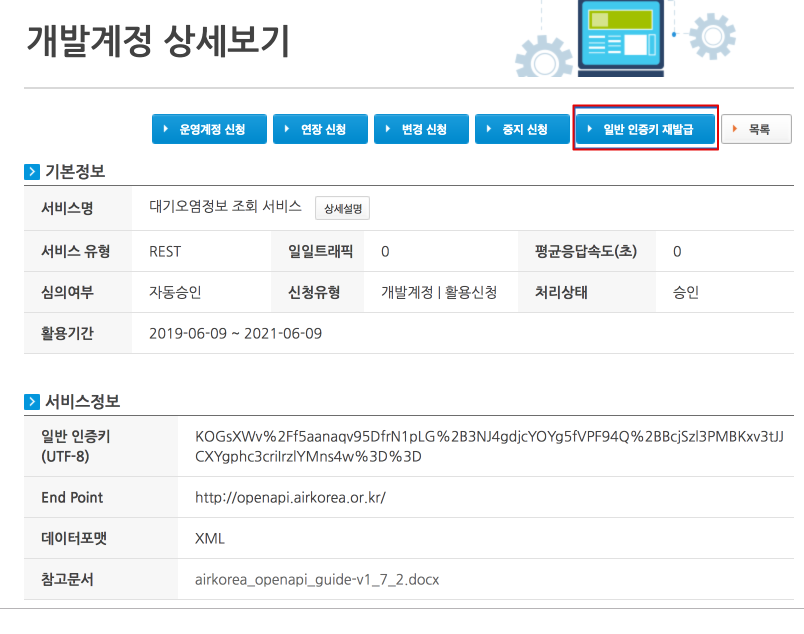 개발계정 상세보기
운영계정 신청 연장 신청 변경 신청 중지 신청 일반 인증키 재발급 목록
기본정보
서비스명 대기오염정보 조회 서비스 상세설명
서비스 유형 REST 일일트래픽 0 평균응답속도(초) 0
심의여부 자동승인 신청유형 개발계정 | 활용신청 처리상태 승인
활용기간 2019-06-09 ~ 2021-06-09
서비스정보
일반 인증키 KOGsXWv%2Ff5aanaqv95DfrN1pLG%2B3NJ4gdjcYOYg5fVPF94Q%2BBcjSzl3PMBKxv3tJJ
(UTF-8) CXYgphc3crilrzlYMns4w%3D%3D
End Point http://openapi.airkorea.or.kr/
데이터포맷 XML
참고문서 airkorea_openapi_guide-v1_7_2.docx